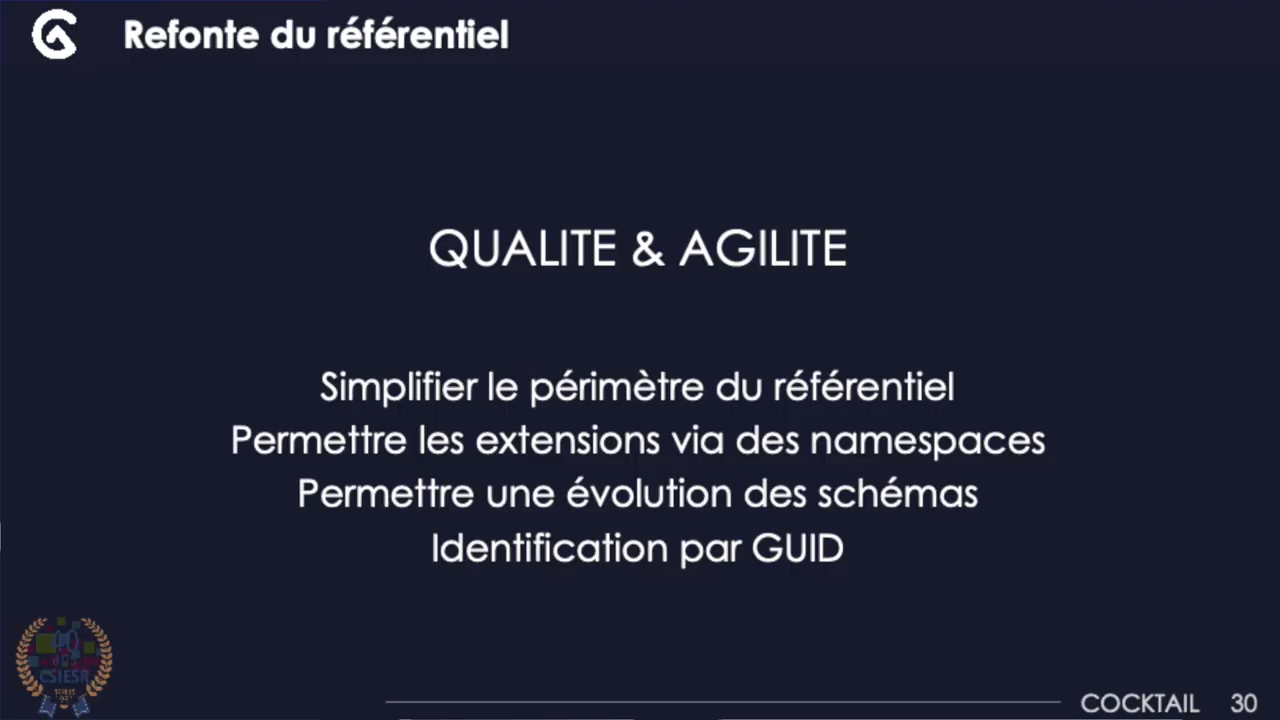 Refonte du référentiel
QUALITE & AGILITE
Simplifier le périmètre du référentiel
Permettre les extensions via des namespaces
Permettre une évolution des schémas
Identification par GUID
CSIESR
COCKTAIL 30